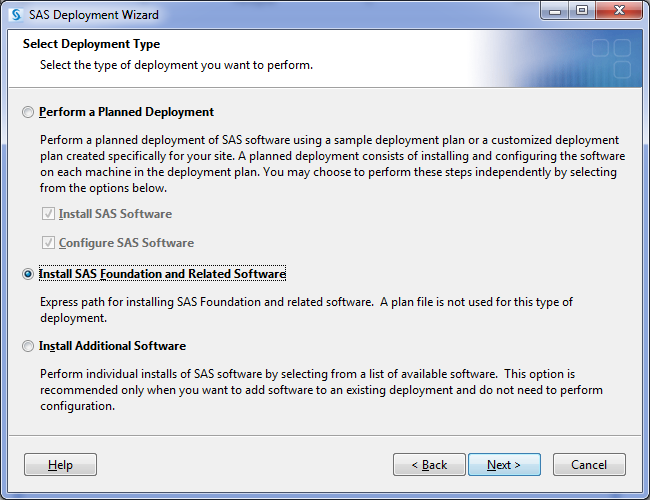 SAS Deployment Wizard
Select Deployment Type
Select the type of deployment you want to perform.
Perform a Planned Deployment
Perform a planned deployment of SAS software using a sample deployment plan or a customized deployment
plan created specifically for your site. A planned deployment consists of installing and configuring the software
on each machine in the deployment plan. You may choose to perform these steps independently by selecting
from the options below.
Install SAS Software
Configure SAS Software
Install SAS Foundation and Related Software
Express path for installing SAS Foundation and related software. A plan file is not used for this type of
deployment.
Install Additional Software
Perform individual installs of SAS software by selecting from a list of available software. This option is
recommended only when you want to add software to an existing deployment and do not need to perform
configuration.
Help
< Back
Next >
Cancel